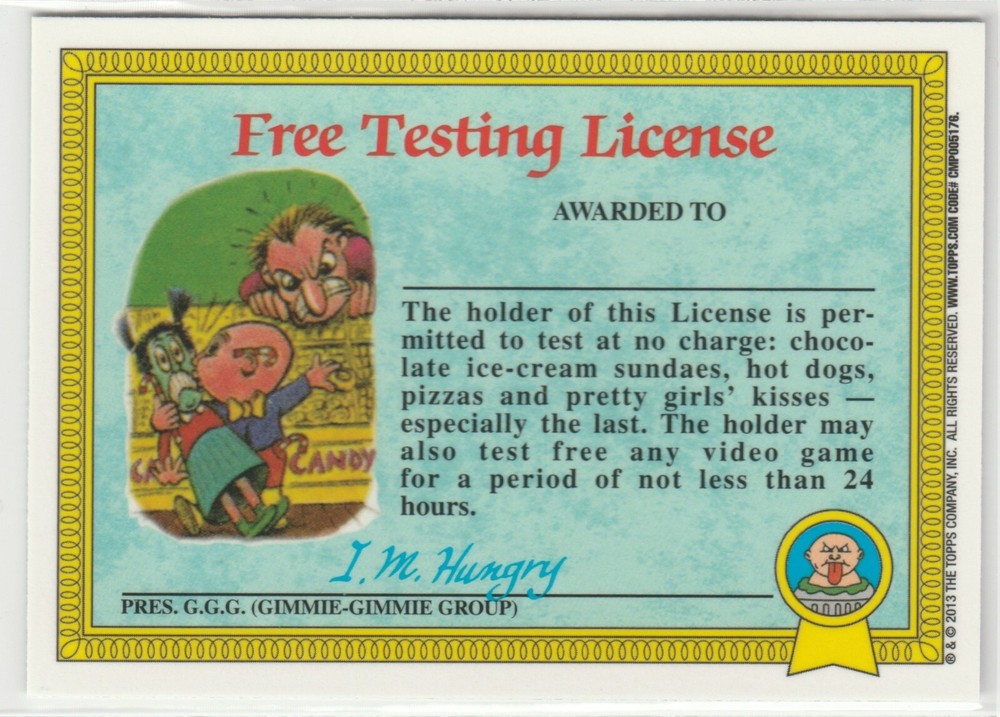 Free Testing License
AWARDED TO
The holder of this License is per-
mitted to test at no charge: choco-
late ice-cream sundaes, hot dogs,
pizzas and pretty girls' kisses —
especially the last. The holder may
also test free any video game
for a period of not less than 24
hours.
CA
CANDY
I. M. Hungry
PRES. G.G.G. (GIMMIE-GIMMIE GROUP)
® & © 2013 THE TOPPS COMPANY, INC. ALL RIGHTS RESERVED. WWW.TOPPS.COM CODE# CMP005176.